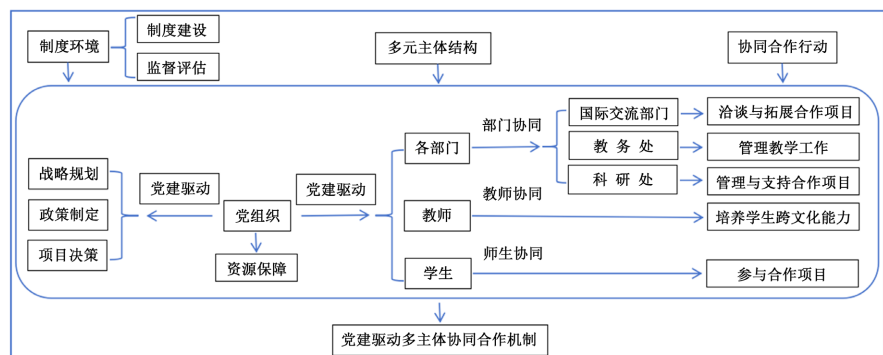 制度环境
制度建设
监督评估
多元主体结构
协同合作行动
战略规划
政策制定
项目决策
党建驱动
党组织
资源保障
党建驱动
各部门
教师
学生
部门协同
教师协同
师生协同
国际交流部门
教 务 处
科 研 处
洽谈与拓展合作项目
管理教学工作
管理与支持合作项目
培养学生跨文化能力
参与合作项目
党建驱动多主体协同合作机制